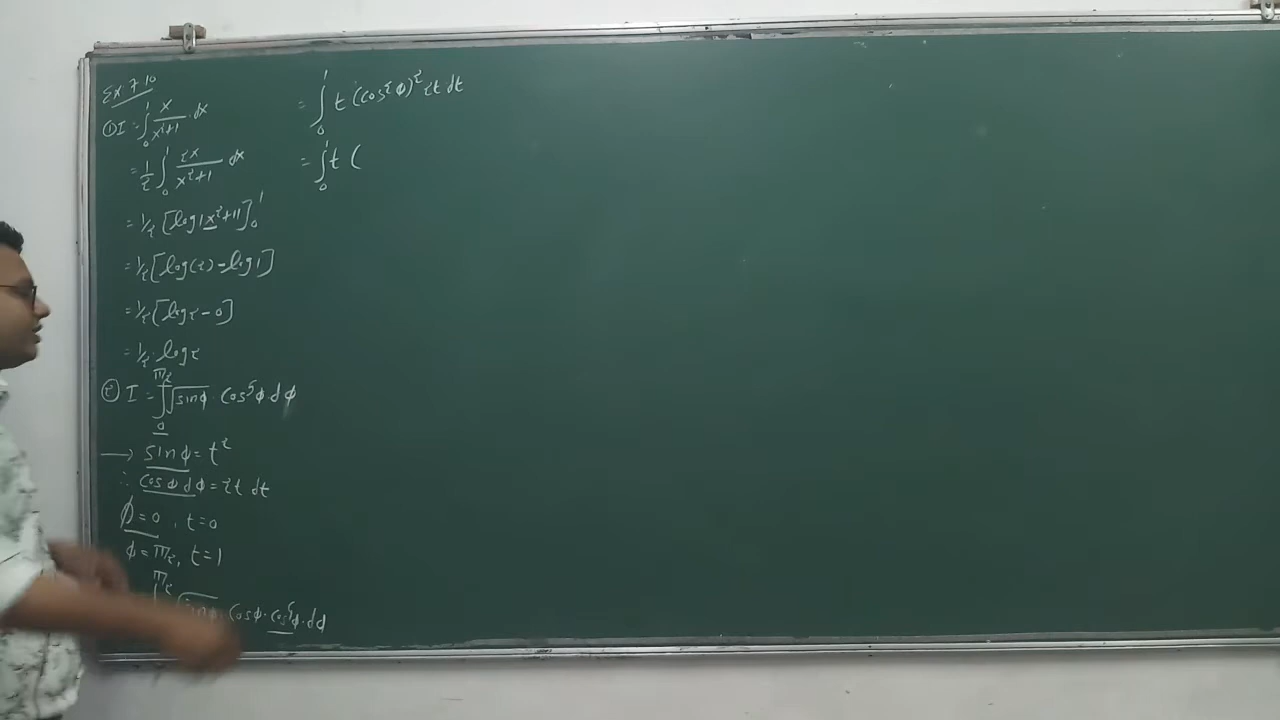 Ex 7.10
① I = ∫₀¹ x/(x²+1) · dx
= 1/2 ∫₀¹ 2x/(x²+1) dx
= 1/2 [log|x²+1|]₀¹
= 1/2 [log(2) - log1]
= 1/2 [log2 - 0]
= 1/2 · log2
② I = ∫₀^(π/2) √sinφ · cos⁵φ · dφ
→ sinφ = t²
∴ cosφ dφ = 2t dt
φ = 0, t = 0
φ = π/2, t = 1
π/2 √sinφ · cosφ · cos⁴φ · dφ
= ∫₀¹ t (cos²φ)² 2t dt
= ∫₀¹ t (